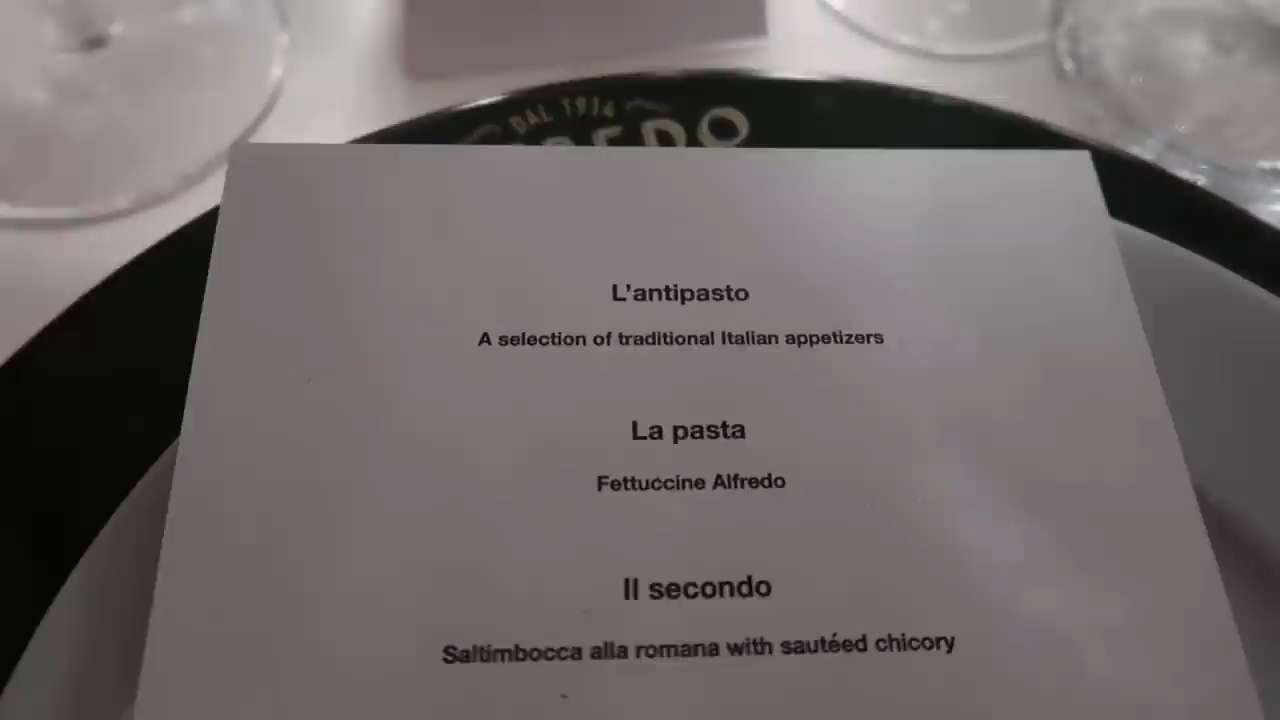 DAL 1914
L'antipasto
A selection of traditional Italian appetizers
La pasta
Fettuccine Alfredo
Il secondo
Saltimbocca alla romana with sautéed chicory